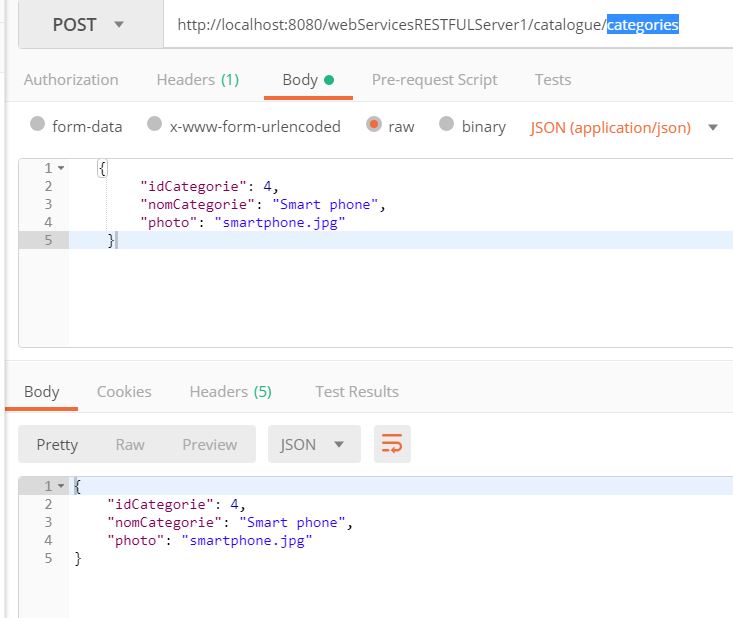 POST http://localhost:8080/webServicesRESTFULServer1/catalogue/categories
Authorization Headers (1) Body Pre-request Script Tests
form-data x-www-form-urlencoded raw binary JSON (application/json)
1 {
2 "idCategorie": 4,
3 "nomCategorie": "Smart phone",
4 "photo": "smartphone.jpg"
5 }
Body Cookies Headers (5) Test Results
Pretty Raw Preview JSON
1 {
2 "idCategorie": 4,
3 "nomCategorie": "Smart phone",
4 "photo": "smartphone.jpg"
5 }